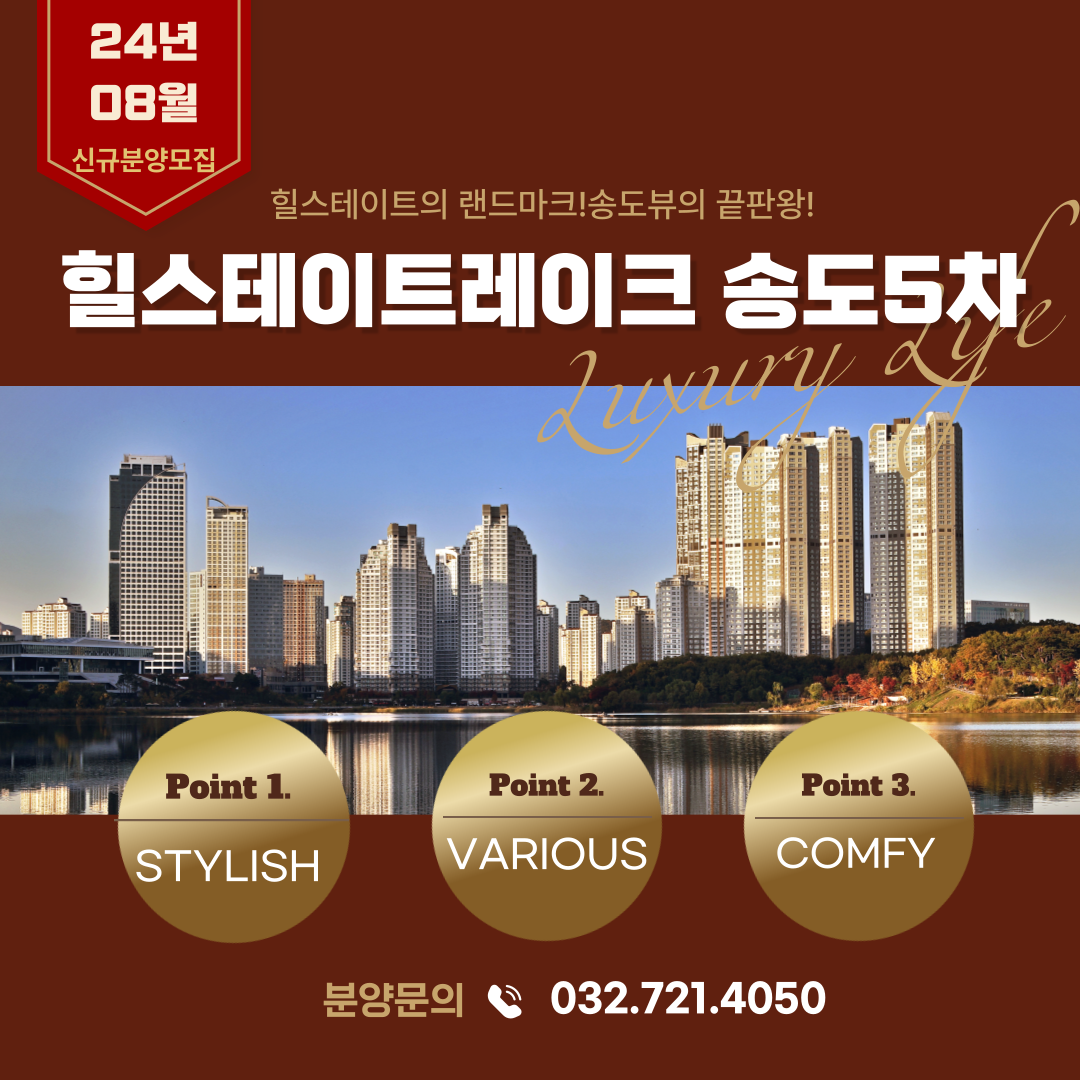 24년
08월
신규분양모집
힐스테이트의 랜드마크!송도뷰의 끝판왕!
힐스테이트레이크 송도5차
Luxury Lyfe
Point 1.
STYLISH
Point 2.
VARIOUS
Point 3.
COMFY
분양문의 032.721.4050